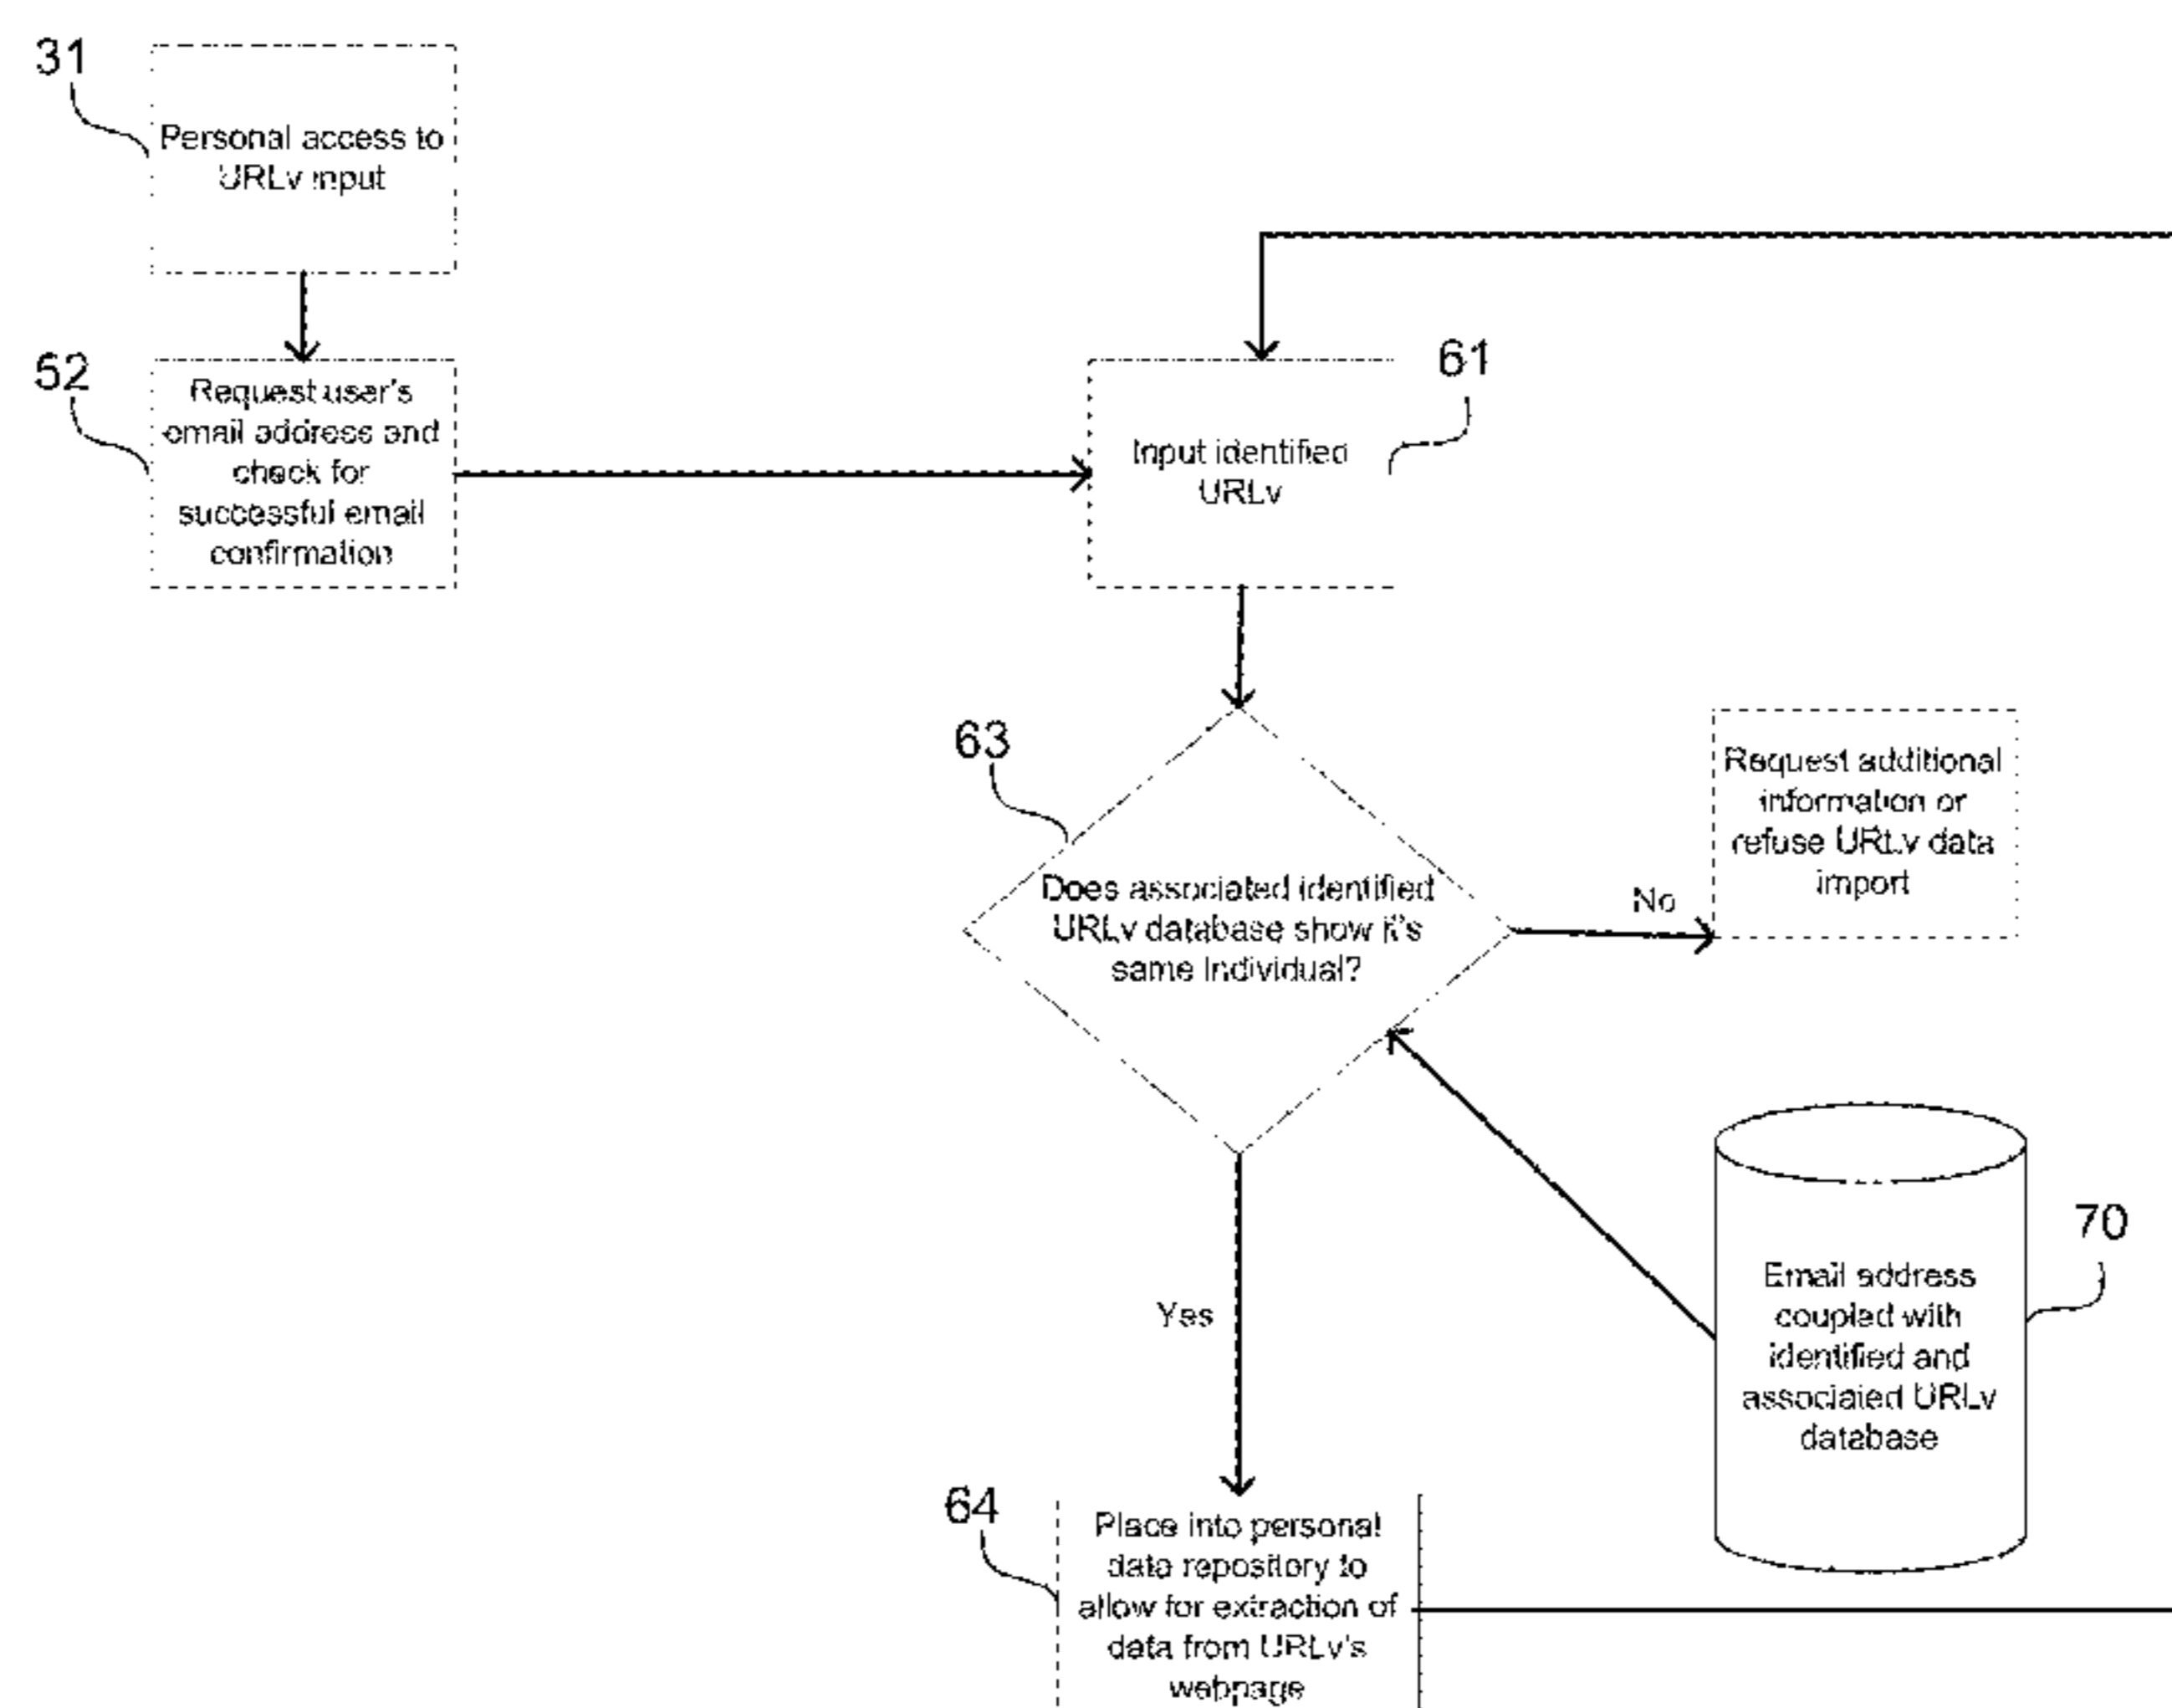 31
Personal access to
URLv input
52
Request user's
email address and
check for
successful email
confirmation
61
Input identified
URLv
63
Does associated identified
URLv database show it's
same Individual?
No
Request additional
information or
refuse URLv data
import
Yes
70
Email address
coupled with
identified and
associated URLv
database
64
Place into personal
data repository to
allow for extraction of
data from URLv's
webpage